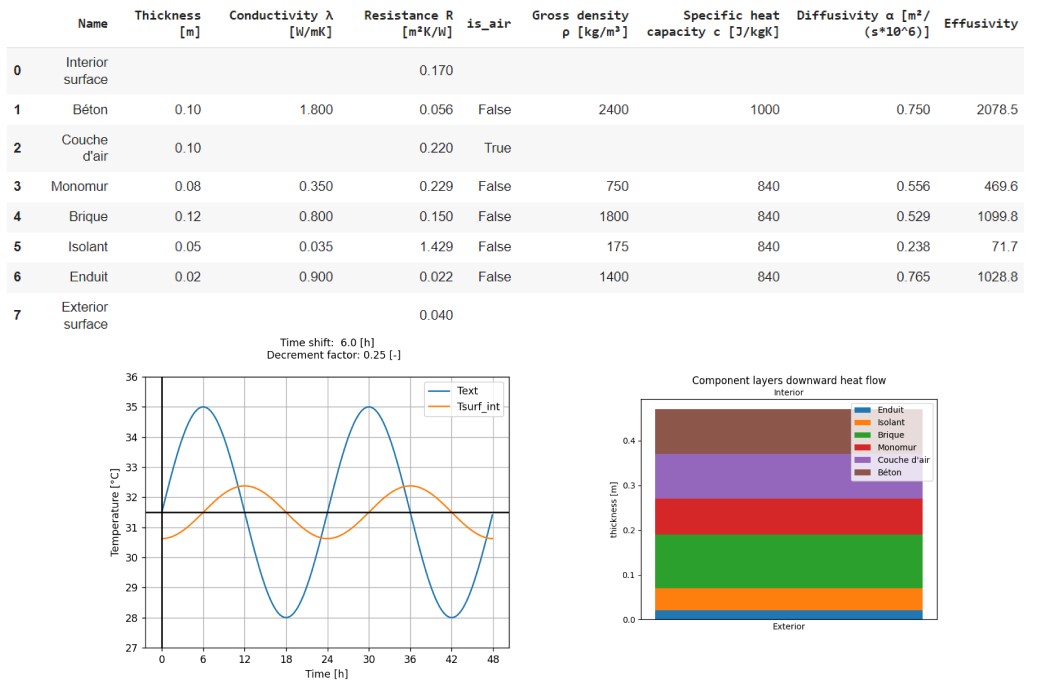 Name Thickness [m] Conductivity λ [W/mK] Resistance R [m²K/W] is_air Gross density ρ [kg/m³] Specific heat capacity c [J/kgK] Diffusivity α [m²/(s*10^6)] Effusivity
0 Interior surface 0.170
1 Béton 0.10 1.800 0.056 False 2400 1000 0.750 2078.5
2 Couche d'air 0.10 0.220 True
3 Monomur 0.08 0.350 0.229 False 750 840 0.556 469.6
4 Brique 0.12 0.800 0.150 False 1800 840 0.529 1099.8
5 Isolant 0.05 0.035 1.429 False 175 840 0.238 71.7
6 Enduit 0.02 0.900 0.022 False 1400 840 0.765 1028.8
7 Exterior surface 0.040
Time shift: 6.0 [h]
Decrement factor: 0.25 [-]
Text
Tsurf_int
Temperature [°C]
36
35
34
33
32
31
30
29
28
27
0 6 12 18 24 30 36 42 48
Time [h]
Component layers downward heat flow
Interior
Enduit
Isolant
Brique
Monomur
Couche d'air
Béton
thickness [m]
0.4
0.3
0.2
0.1
0.0
Exterior